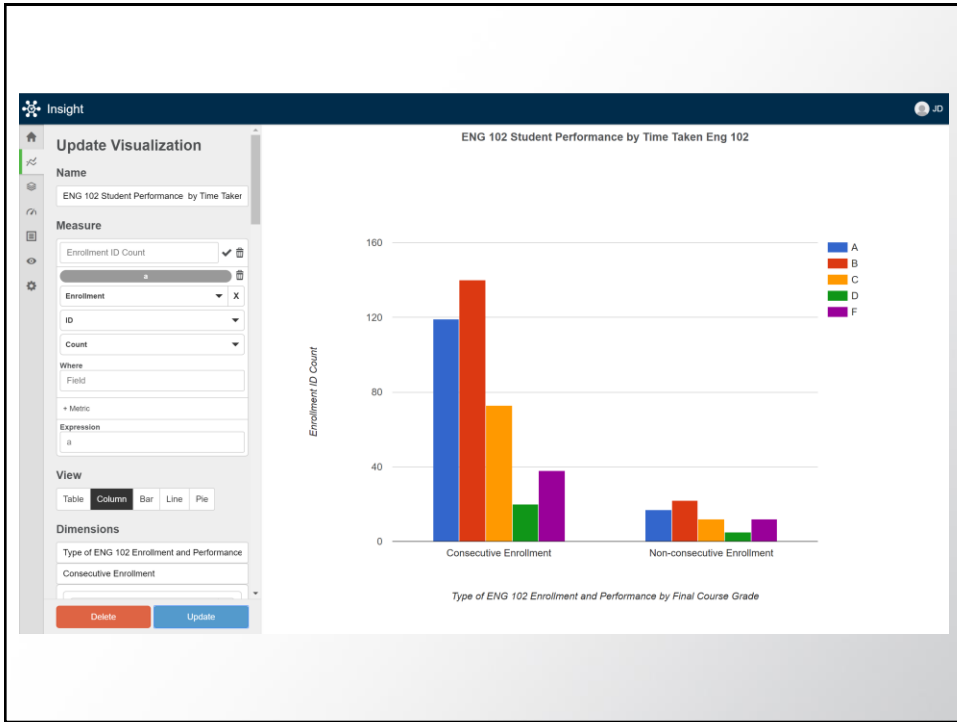 Insight
JD
Update Visualization
Name
ENG 102 Student Performance by Time Taker
Measure
Enrollment ID Count
a
Enrollment
X
ID
Count
Where
Field
+ Metric
Expression
a
View
Table Column Bar Line Pie
Dimensions
Type of ENG 102 Enrollment and Performance
Consecutive Enrollment
Delete Update
ENG 102 Student Performance by Time Taken Eng 102
160
120
80
40
0
Enrollment ID Count
Consecutive Enrollment Non-consecutive Enrollment
Type of ENG 102 Enrollment and Performance by Final Course Grade
A
B
C
D
F